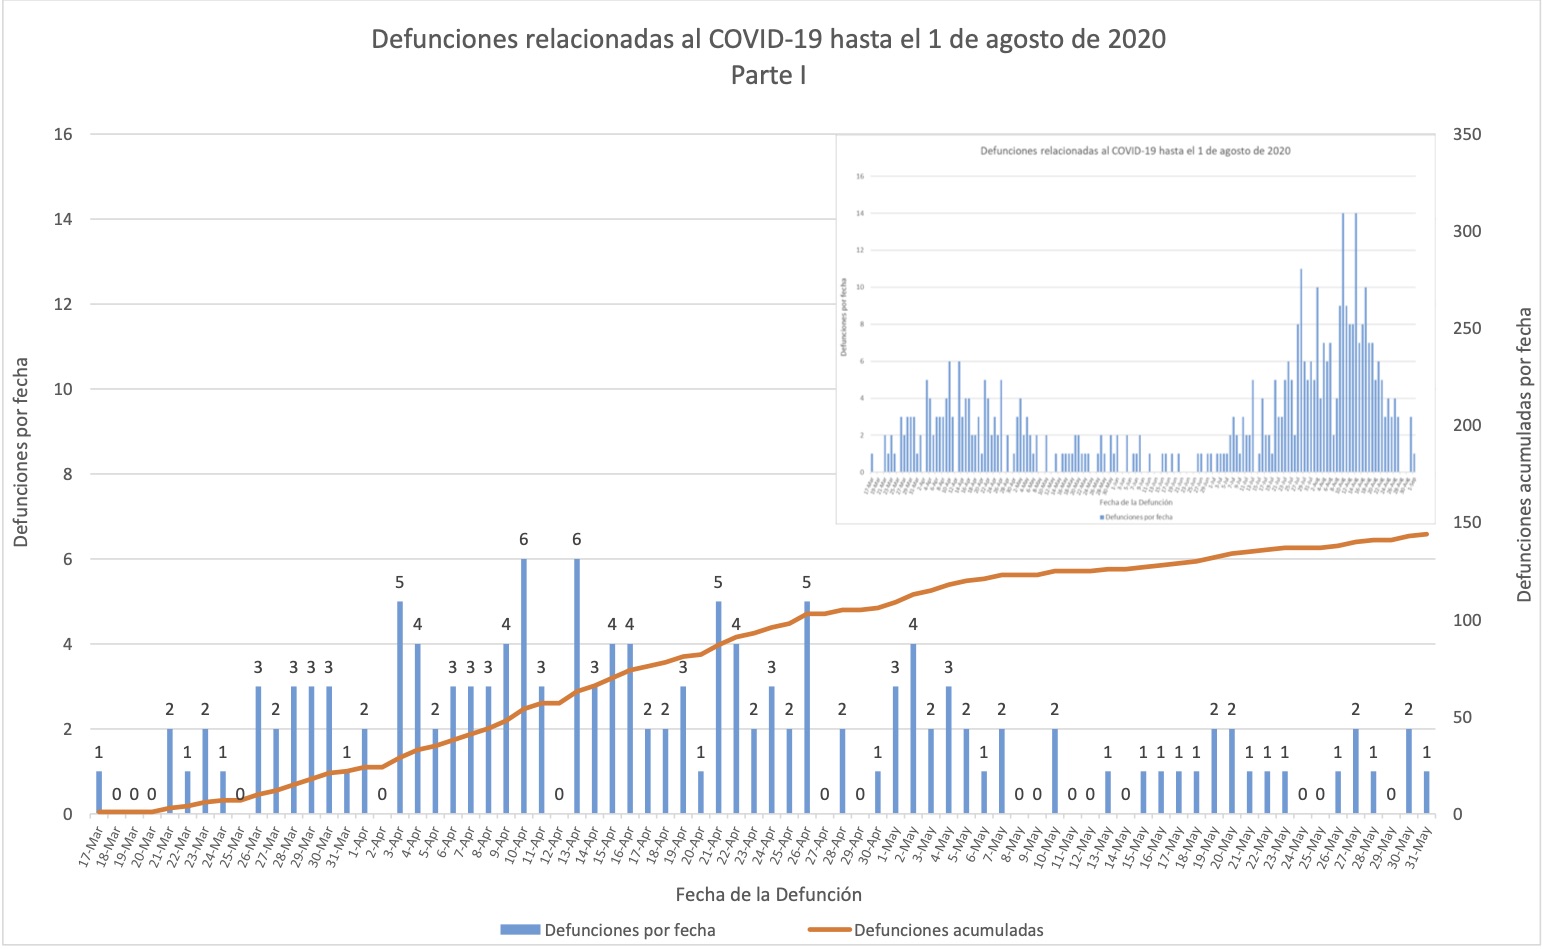 Defunciones relacionadas al COVID-19 hasta el 1 de agosto de 2020
Parte I
Defunciones por fecha
16
14
12
10
8
6
4
2
0
Defunciones acumuladas por fecha
350
300
250
200
150
100
50
0
Defunciones relacionadas al COVID-19 hasta el 1 de agosto de 2020
Defunciones por fecha
16
14
12
10
8
6
4
2
0
Fecha de la Defunción
Defunciones por fecha
1 0 0 0 2 1 2 1 0 3 2 3 3 3 1 2 0 5 4 2 3 3 3 4 6 3 0 6 3 4 4 2 2 3 1 5 4 2 3 2 5 0 2 0 1 3 4 2 3 2 1 2 0 0 2 0 0 1 0 1 1 1 1 2 2 1 1 1 0 0 1 2 1 0 2 1
17-Mar 18-Mar 19-Mar 20-Mar 21-Mar 22-Mar 23-Mar 24-Mar 25-Mar 26-Mar 27-Mar 28-Mar 29-Mar 30-Mar 31-Mar 1-Apr 2-Apr 3-Apr 4-Apr 5-Apr 6-Apr 7-Apr 8-Apr 9-Apr 10-Apr 11-Apr 12-Apr 13-Apr 14-Apr 15-Apr 16-Apr 17-Apr 18-Apr 19-Apr 20-Apr 21-Apr 22-Apr 23-Apr 24-Apr 25-Apr 26-Apr 27-Apr 28-Apr 29-Apr 30-Apr 1-May 2-May 3-May 4-May 5-May 6-May 7-May 8-May 9-May 10-May 11-May 12-May 13-May 14-May 15-May 16-May 17-May 18-May 19-May 20-May 21-May 22-May 23-May 24-May 25-May 26-May 27-May 28-May 29-May 30-May 31-May
Fecha de la Defunción
Defunciones por fecha
Defunciones acumuladas